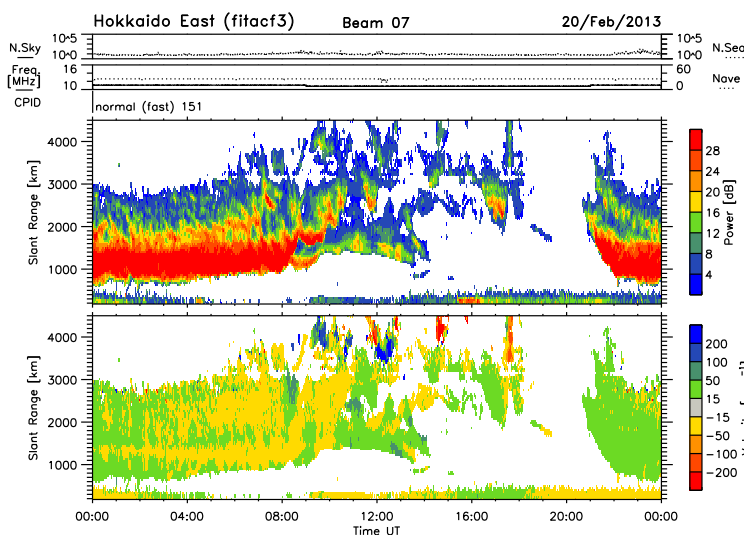 Hokkaido East (fitacf3) Beam 07 20/Feb/2013
N.Sky 10^5 10^0 10^5 10^0 N.Sea
Freq. [MHz] 16 10 60 0 Nave
CPID normal (fast) 151
Slant Range [km] 4000 3000 2000 1000
28 24 20 16 12 8 4 Power [dB]
Slant Range [km] 4000 3000 2000 1000
200 100 50 15 -15 -50 -100 -200
00:00 04:00 08:00 12:00 16:00 20:00 00:00
Time UT